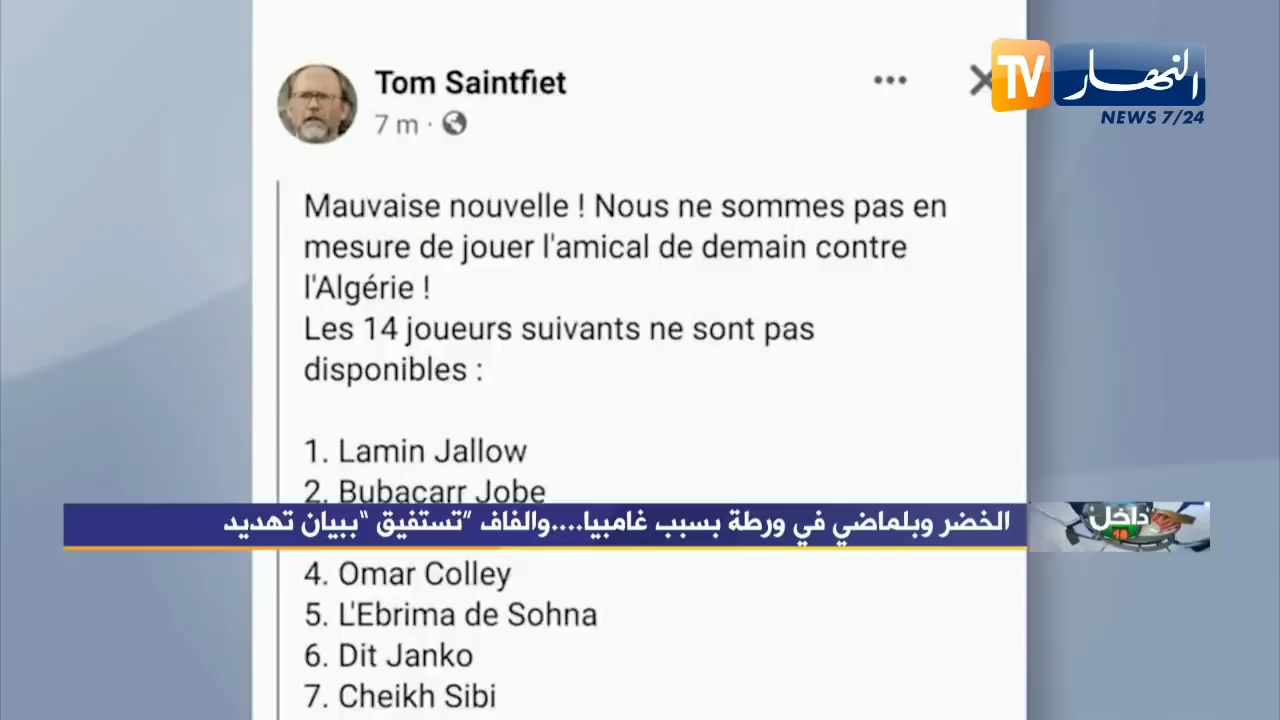 Tom Saintfiet
7 m ·
TV النهار
NEWS 7/24
Mauvaise nouvelle ! Nous ne sommes pas en
mesure de jouer l'amical de demain contre
l'Algérie !
Les 14 joueurs suivants ne sont pas
disponibles :
1. Lamin Jallow
2. Bubacarr Jobe
الخضر وبلماضي في ورطة بسبب غامبيا....والفاف "تستفيق "ببيان تهديد
داخل
18
4. Omar Colley
5. L'Ebrima de Sohna
6. Dit Janko
7. Cheikh Sibi